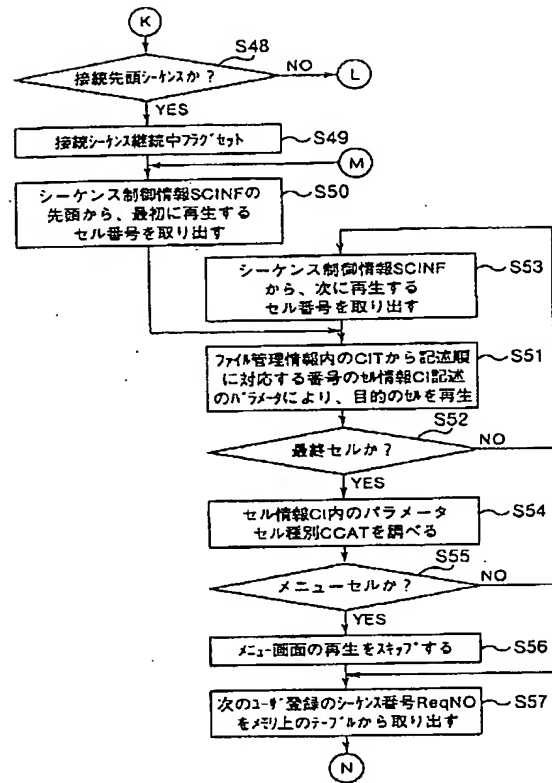 K
S48
接続先頭シーケンスか？
NO
L
YES
接続シーケンス継続中フラグセット
S49
M
シーケンス制御情報SCINFの
先頭から、最初に再生する
セル番号を取り出す
S50
シーケンス制御情報SCINF
から、次に再生する
セル番号を取り出す
S53
ファイル管理情報内のCITから記述順
に対応する番号のセル情報CI記述
のパラメータにより、目的のセルを再生
S51
S52
最終セルか？
NO
YES
セル情報CI内のパラメータ
セル種別CCATを調べる
S54
S55
メニューセルか？
NO
YES
メニュー画面の再生をスキップする
S56
次のユーザ登録のシーケンス番号ReqNO
をメモリ上のテーブルから取り出す
S57
N